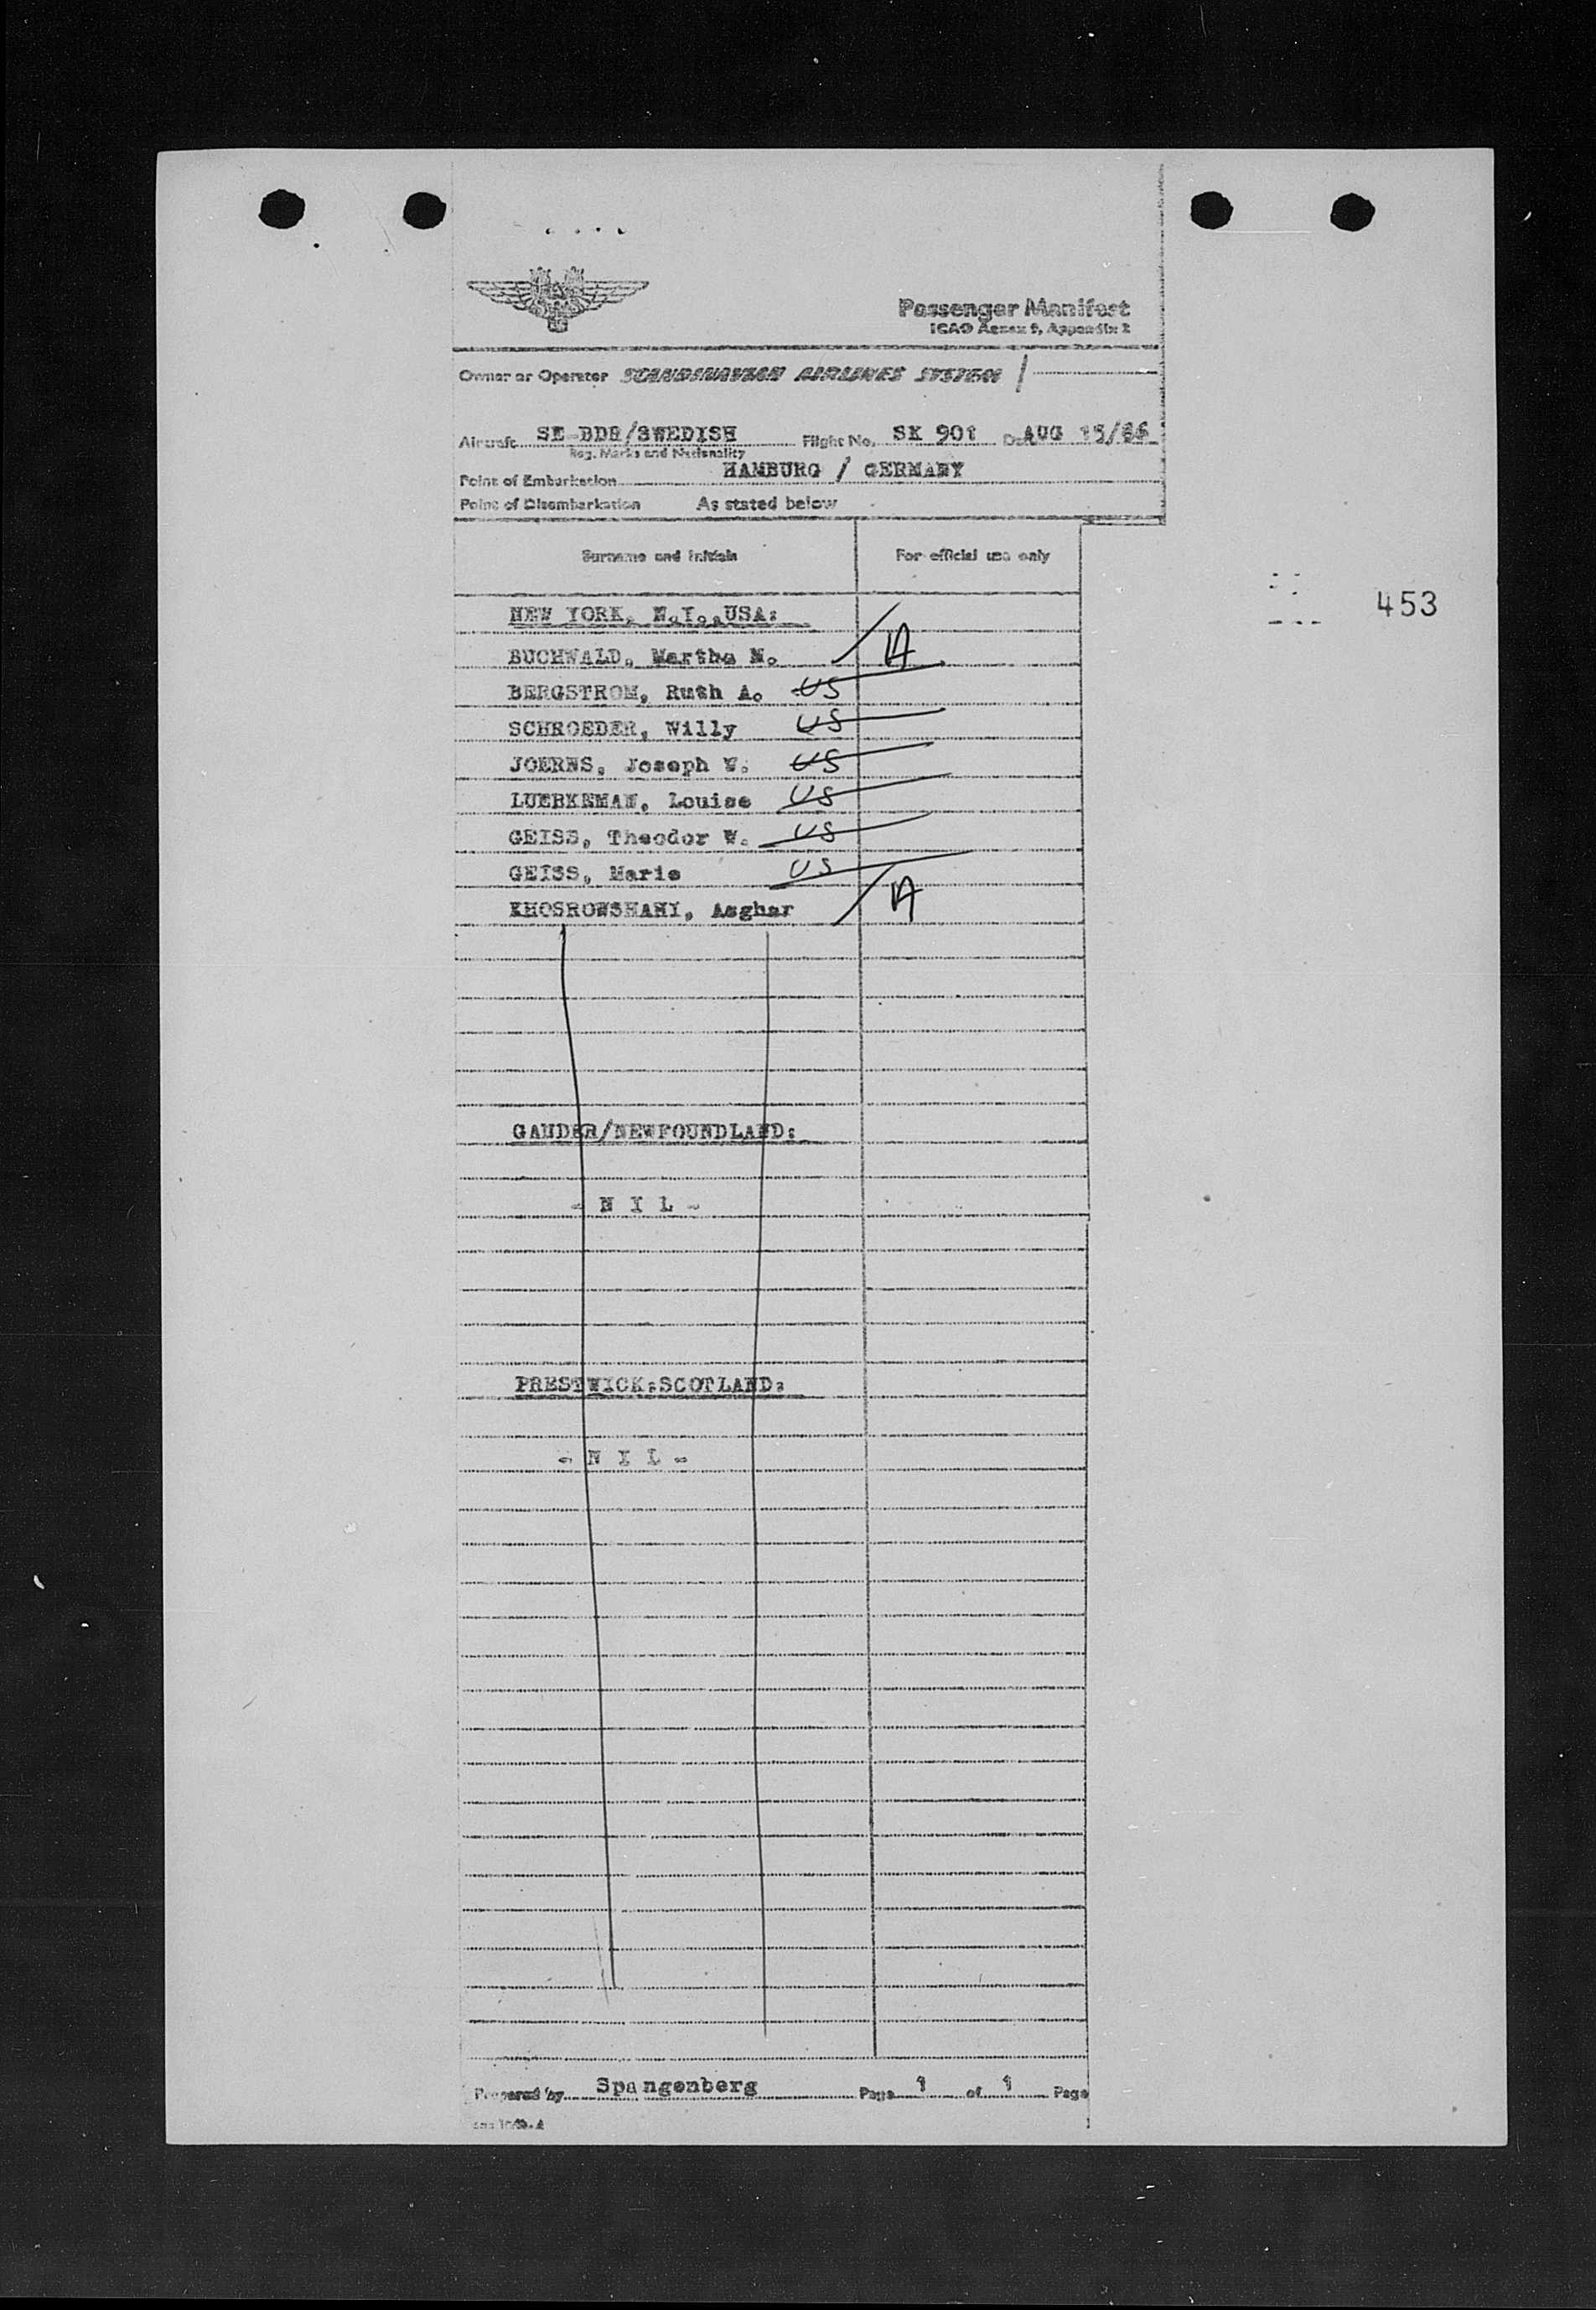 Passenger Manifest
ICAO Annex 9, Appendix 2
Owner or Operator SCANDINAVIAN AIRLINES SYSTEM /
Aircraft SE-BDR/SWEDISH Flight No. SK 901 AUG 15/
Reg. Marks and Nationality
Point of Embarkation HAMBURG / GERMANY
Point of Disembarkation As stated below
Surname and initials For official use only
NEW YORK, N.Y., USA:
453
BUCHWALD, Martha M. A
BERGSTROM, Ruth A. US
SCHROEDER, Willy US
JOERNS, Joseph W. US
LUEBKEMAN, Louise US
GEISS, Theodor W. US
GEISS, Marie US
KHOSROWSHAHI, Asghar A
GANDER/NEWFOUNDLAND:
- N I L -
PRESTWICK:SCOTLAND:
- N I L -
Prepared by Spangenberg Page 1 of 1 Page